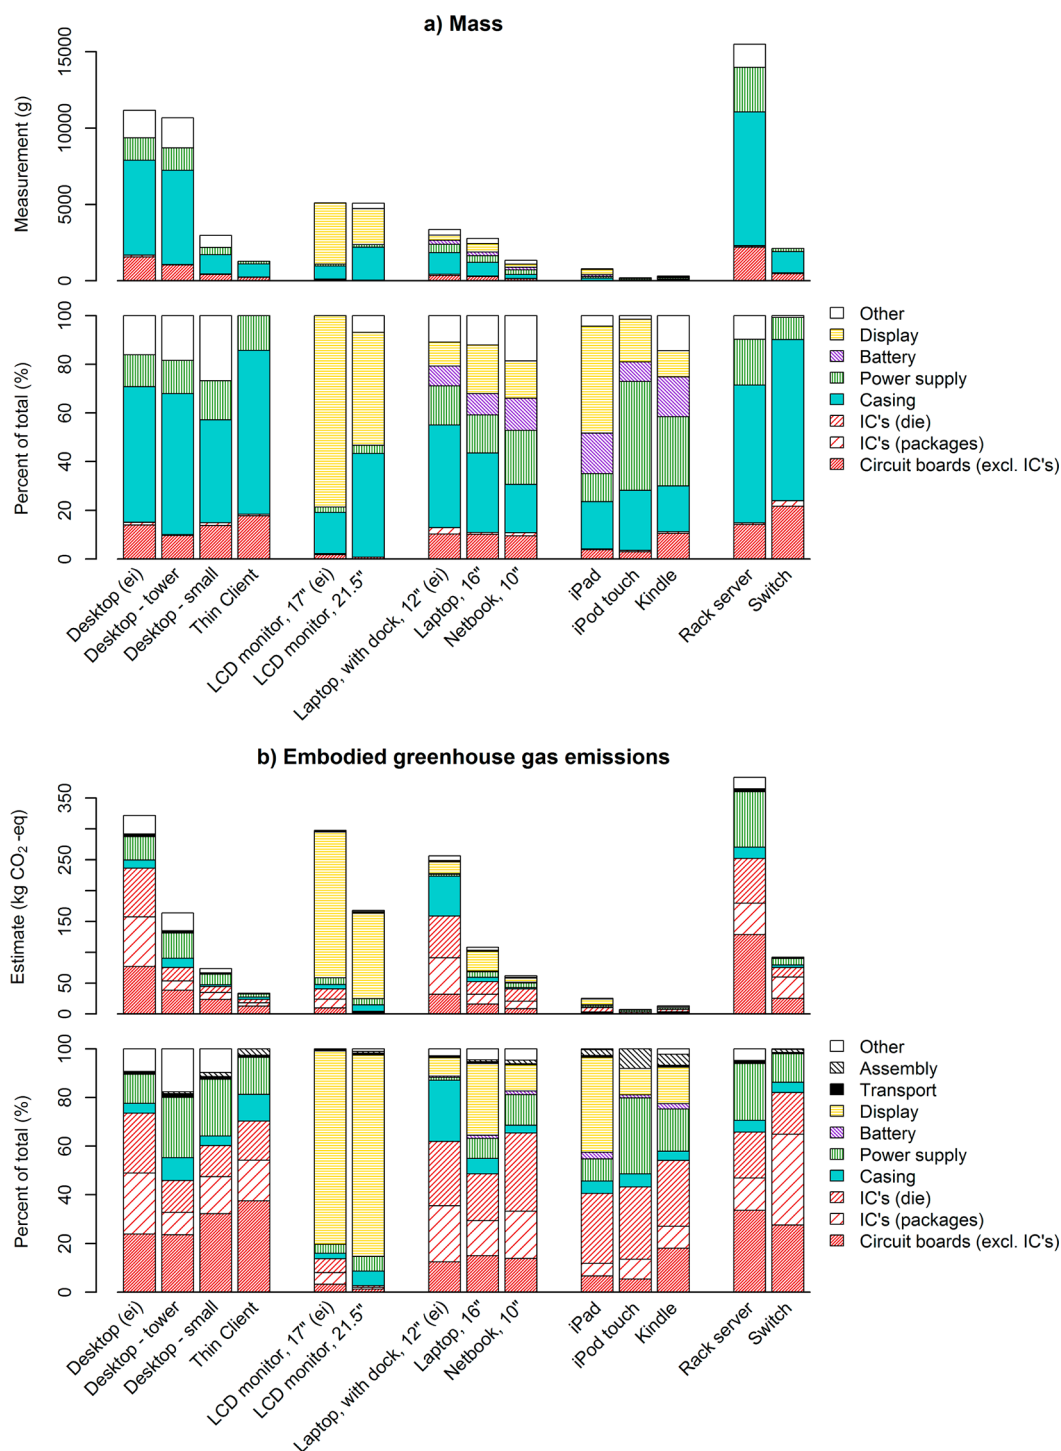 a) Mass
Measurement (g)
15000
10000
5000
0
Percent of total (%)
100
80
60
40
20
0
Other
Display
Battery
Power supply
Casing
IC's (die)
IC's (packages)
Circuit boards (excl. IC's)
Desktop (ei)
Desktop - tower
Desktop - small
Thin Client
LCD monitor, 17" (ei)
LCD monitor, 21.5"
Laptop, with dock, 12" (ei)
Laptop, 16"
Netbook, 10"
iPad
iPod touch
Kindle
Rack server
Switch
b) Embodied greenhouse gas emissions
Estimate (kg CO₂ -eq)
350
250
150
50
0
Percent of total (%)
100
80
60
40
20
0
Other
Assembly
Transport
Display
Battery
Power supply
Casing
IC's (die)
IC's (packages)
Circuit boards (excl. IC's)
Desktop (ei)
Desktop - tower
Desktop - small
Thin Client
LCD monitor, 17" (ei)
LCD monitor, 21.5"
Laptop, with dock, 12" (ei)
Laptop, 16"
Netbook, 10"
iPad
iPod touch
Kindle
Rack server
Switch